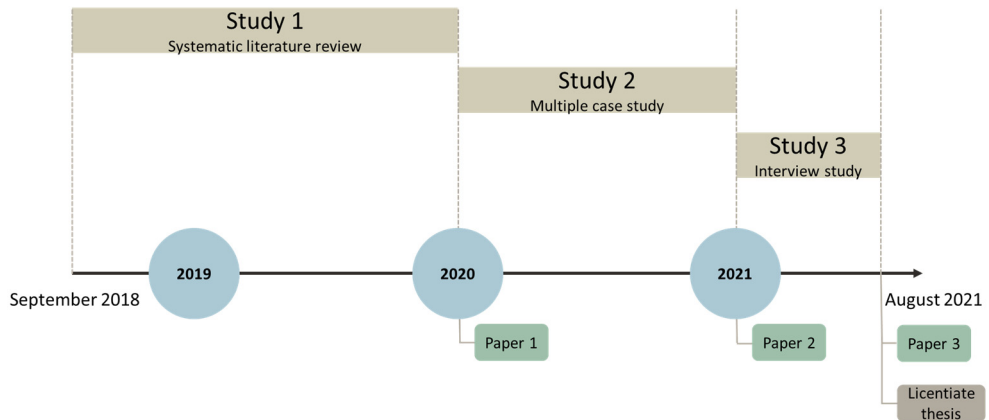 Study 1
Systematic literature review
Study 2
Multiple case study
Study 3
Interview study
2019
2020
2021
September 2018
August 2021
Paper 1
Paper 2
Paper 3
Licentiate
thesis